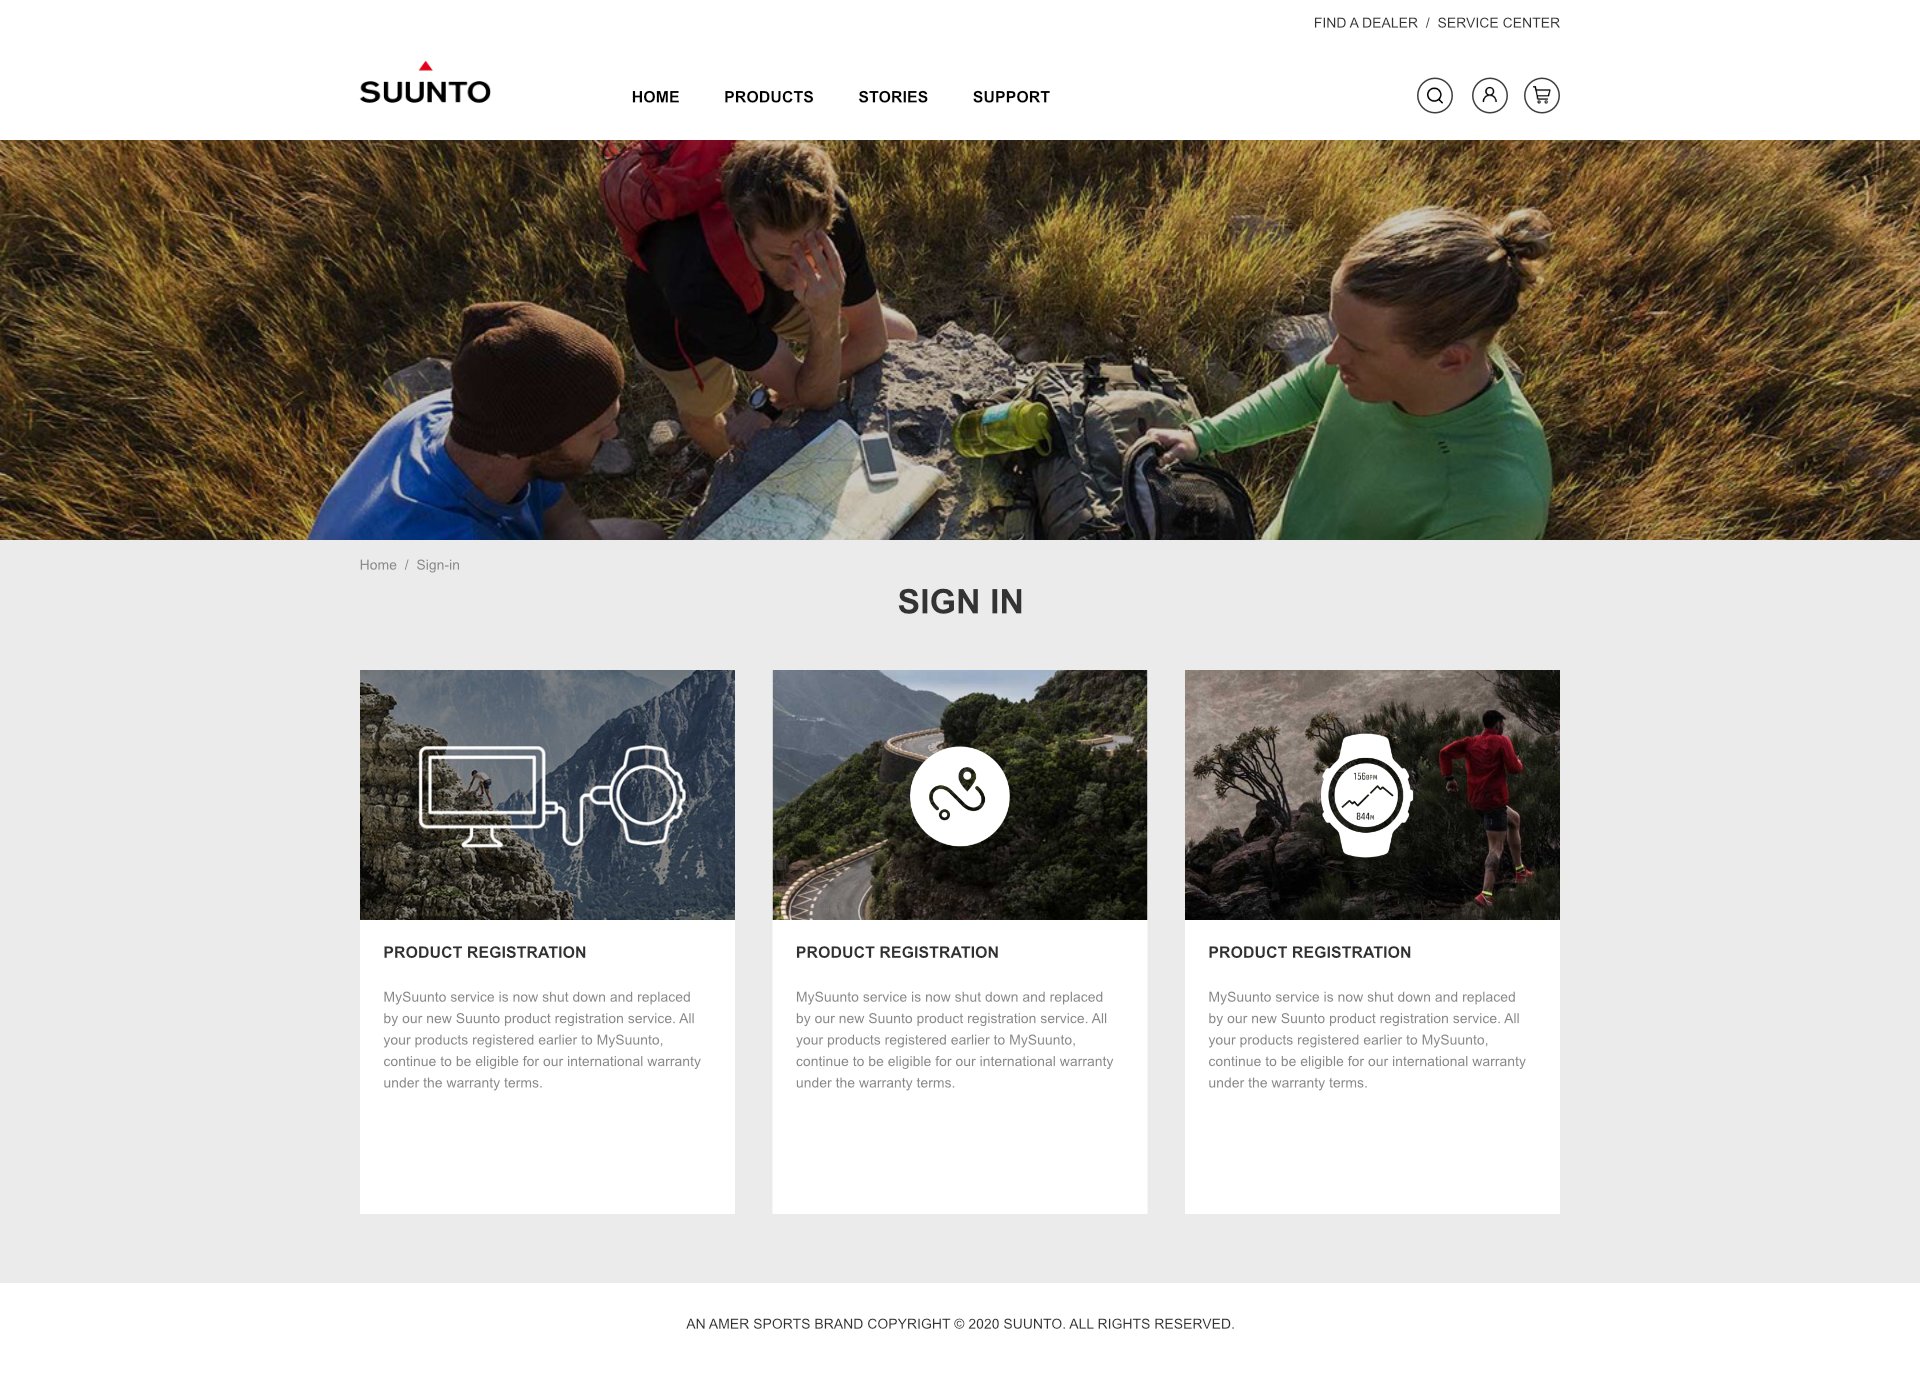 FIND A DEALER / SERVICE CENTER
SUUNTO
HOME PRODUCTS STORIES SUPPORT
Home / Sign-in
SIGN IN
156BPM
844M
PRODUCT REGISTRATION
MySuunto service is now shut down and replaced
by our new Suunto product registration service. All
your products registered earlier to MySuunto,
continue to be eligible for our international warranty
under the warranty terms.
PRODUCT REGISTRATION
MySuunto service is now shut down and replaced
by our new Suunto product registration service. All
your products registered earlier to MySuunto,
continue to be eligible for our international warranty
under the warranty terms.
PRODUCT REGISTRATION
MySuunto service is now shut down and replaced
by our new Suunto product registration service. All
your products registered earlier to MySuunto,
continue to be eligible for our international warranty
under the warranty terms.
AN AMER SPORTS BRAND COPYRIGHT © 2020 SUUNTO. ALL RIGHTS RESERVED.